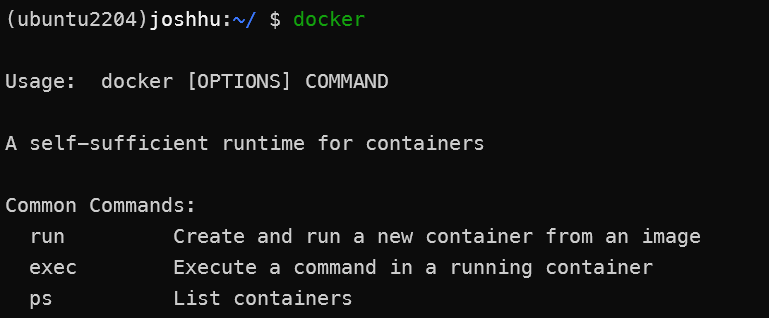 (ubuntu2204)joshhu:~/ $ docker
Usage:  docker [OPTIONS] COMMAND
A self-sufficient runtime for containers
Common Commands:
  run         Create and run a new container from an image
  exec        Execute a command in a running container
  ps          List containers